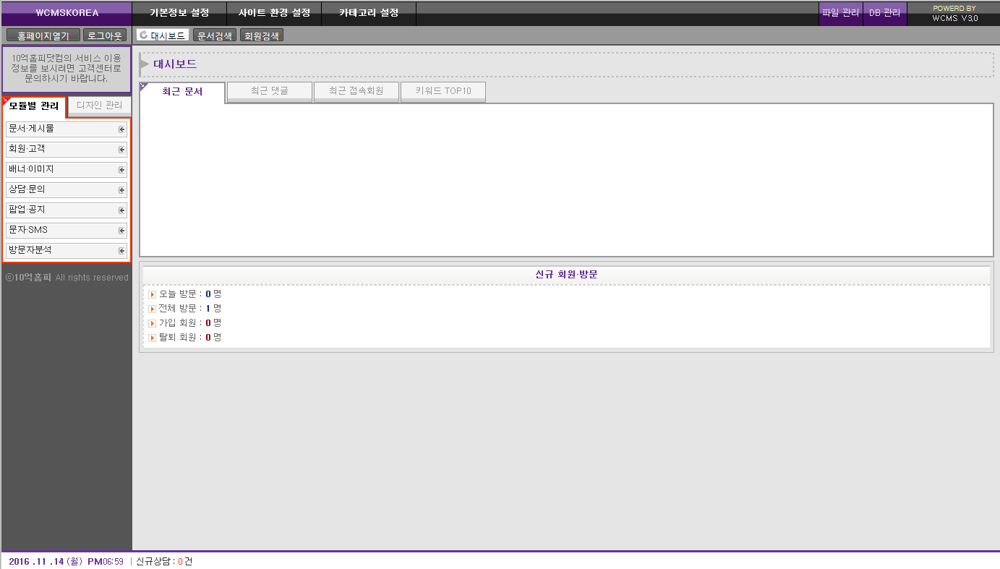 WCMSKOREA 기본정보 설정 사이트 환경 설정 카테고리 설정 파일 관리 DB 관리 POWERD BY
WCMS V3.0
홈페이지열기 로그아웃 대시보드 문서검색 회원검색
10억홈피닷컴의 서비스 이용
정보를 보시려면 고객센터로
문의하시기 바랍니다.
모듈별 관리 디자인 관리
문서·게시물
회원·고객
배너·이미지
상담·문의
팝업·공지
문자·SMS
방문자분석
ⓒ10억홈피 All rights reserved
대시보드
최근 문서 최근 댓글 최근 접속회원 키워드 TOP10
신규 회원·방문
오늘 방문 : 0 명
전체 방문 : 1 명
가입 회원 : 0 명
탈퇴 회원 : 0 명
2016 .11 .14 (월) PM06:59 | 신규상담 : 0 건